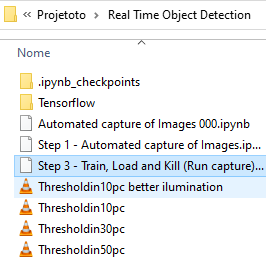 « Projetoto > Real Time Object Detection
Nome
.ipynb_checkpoints
Tensorflow
Automated capture of Images 000.ipynb
Step 1 - Automated capture of Images.ip...
Step 3 - Train, Load and Kill (Run capture)...
Thresholdin10pc better ilumination
Thresholdin10pc
Thresholdin30pc
Thresholdin50pc